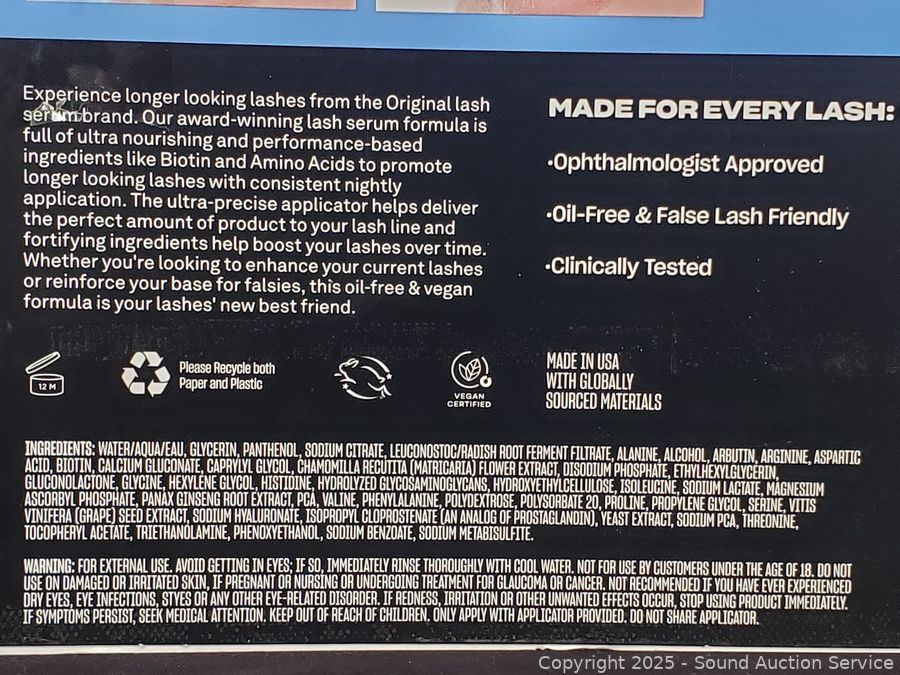 Experience longer looking lashes from the Original lash
serum brand. Our award-winning lash serum formula is
full of ultra nourishing and performance-based
ingredients like Biotin and Amino Acids to promote
longer looking lashes with consistent nightly
application. The ultra-precise applicator helps deliver
the perfect amount of product to your lash line and
fortifying ingredients help boost your lashes over time.
Whether you're looking to enhance your current lashes
or reinforce your base for falsies, this oil-free & vegan
formula is your lashes' new best friend.
MADE FOR EVERY LASH:
•Ophthalmologist Approved
•Oil-Free & False Lash Friendly
•Clinically Tested
12 M
Please Recycle both
Paper and Plastic
VEGAN
CERTIFIED
MADE IN USA
WITH GLOBALLY
SOURCED MATERIALS
INGREDIENTS: WATER/AQUA/EAU, GLYCERIN, PANTHENOL, SODIUM CITRATE, LEUCONOSTOC/RADISH ROOT FERMENT FILTRATE, ALANINE, ALCOHOL, ARBUTIN, ARGININE, ASPARTIC
ACID, BIOTIN, CALCIUM GLUCONATE, CAPRYLYL GLYCOL, CHAMOMILLA RECUTITA (MATRICARIA) FLOWER EXTRACT, DISODIUM PHOSPHATE, ETHYLHEXYLGLYCERIN,
GLUCONOLACTONE, GLYCINE, HEXYLENE GLYCOL, HISTIDINE, HYDROLYZED GLYCOSAMINOGLYCANS, HYDROXYETHYLCELLULOSE, ISOLEUCINE, SODIUM LACTATE, MAGNESIUM
ASCORBYL PHOSPHATE, PANAX GINSENG ROOT EXTRACT, PCA, VALINE, PHENYLALANINE, POLYDEXTROSE, POLYSORBATE 20, PROLINE, PROPYLENE GLYCOL, SERINE, VITIS
VINIFERA (GRAPE) SEED EXTRACT, SODIUM HYALURONATE, ISOPROPYL CLOPROSTENATE (AN ANALOG OF PROSTAGLANDIN), YEAST EXTRACT, SODIUM PCA, THREONINE,
TOCOPHERYL ACETATE, TRIETHANOLAMINE, PHENOXYETHANOL, SODIUM BENZOATE, SODIUM METABISULFITE.
WARNING: FOR EXTERNAL USE. AVOID GETTING IN EYES; IF SO, IMMEDIATELY RINSE THOROUGHLY WITH COOL WATER. NOT FOR USE BY CUSTOMERS UNDER THE AGE OF 18. DO NOT
USE ON DAMAGED OR IRRITATED SKIN, IF PREGNANT OR NURSING OR UNDERGOING TREATMENT FOR GLAUCOMA OR CANCER. NOT RECOMMENDED IF YOU HAVE EVER EXPERIENCED
DRY EYES, EYE INFECTIONS, STYES OR ANY OTHER EYE-RELATED DISORDER. IF REDNESS, IRRITATION OR OTHER UNWANTED EFFECTS OCCUR, STOP USING PRODUCT IMMEDIATELY.
IF SYMPTOMS PERSIST, SEEK MEDICAL ATTENTION. KEEP OUT OF REACH OF CHILDREN. ONLY APPLY WITH APPLICATOR PROVIDED. DO NOT SHARE APPLICATOR.
Copyright 2025 - Sound Auction Service